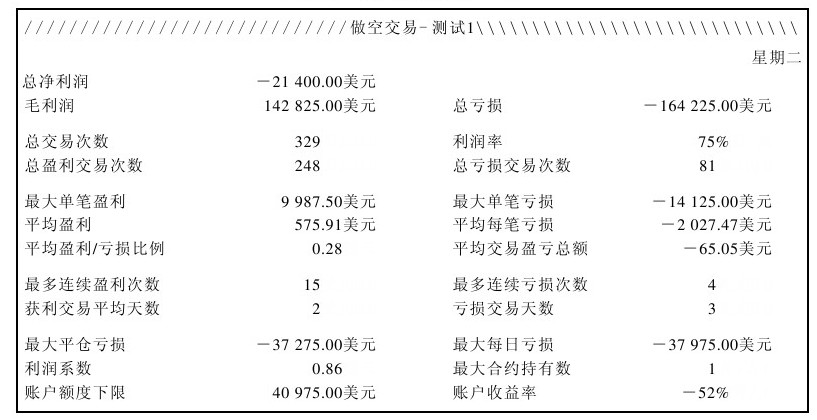 /////////////////////////////做空交易-测试1\\\\\\\\\\\\\\\\\\\\\\\\\\\\\
星期二
总净利润 -21 400.00美元
毛利润 142 825.00美元 总亏损 -164 225.00美元
总交易次数 329 利润率 75%
总盈利交易次数 248 总亏损交易次数 81
最大单笔盈利 9 987.50美元 最大单笔亏损 -14 125.00美元
平均盈利 575.91美元 平均每笔亏损 -2 027.47美元
平均盈利/亏损比例 0.28 平均交易盈亏总额 -65.05美元
最多连续盈利次数 15 最多连续亏损次数 4
获利交易平均天数 2 亏损交易天数 3
最大平仓亏损 -37 275.00美元 最大每日亏损 -37 975.00美元
利润系数 0.86 最大合约持有数 1
账户额度下限 40 975.00美元 账户收益率 -52%